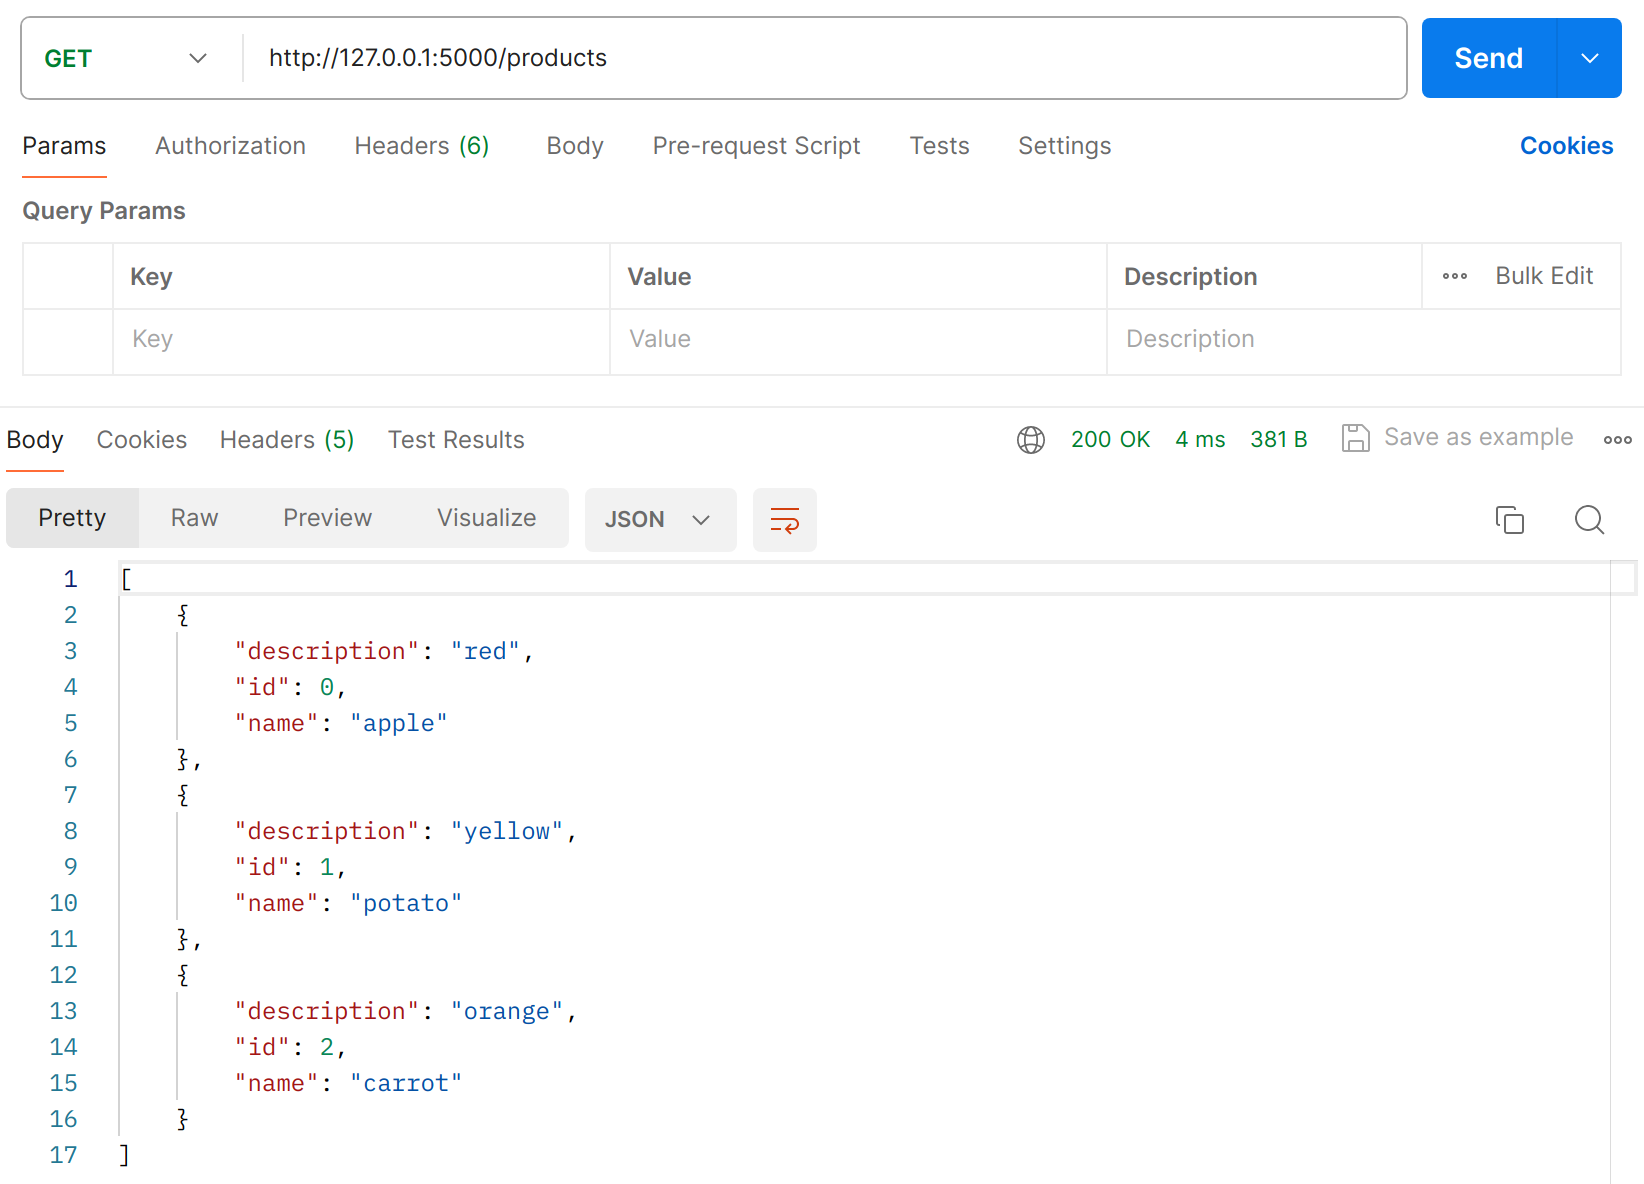 GET http://127.0.0.1:5000/products Send
Params Authorization Headers (6) Body Pre-request Script Tests Settings Cookies
Query Params
Key Value Description Bulk Edit
Key Value Description
Body Cookies Headers (5) Test Results 200 OK 4 ms 381 B Save as example
Pretty Raw Preview Visualize JSON
1 [
2 {
3 "description": "red",
4 "id": 0,
5 "name": "apple"
6 },
7 {
8 "description": "yellow",
9 "id": 1,
10 "name": "potato"
11 },
12 {
13 "description": "orange",
14 "id": 2,
15 "name": "carrot"
16 }
17 ]